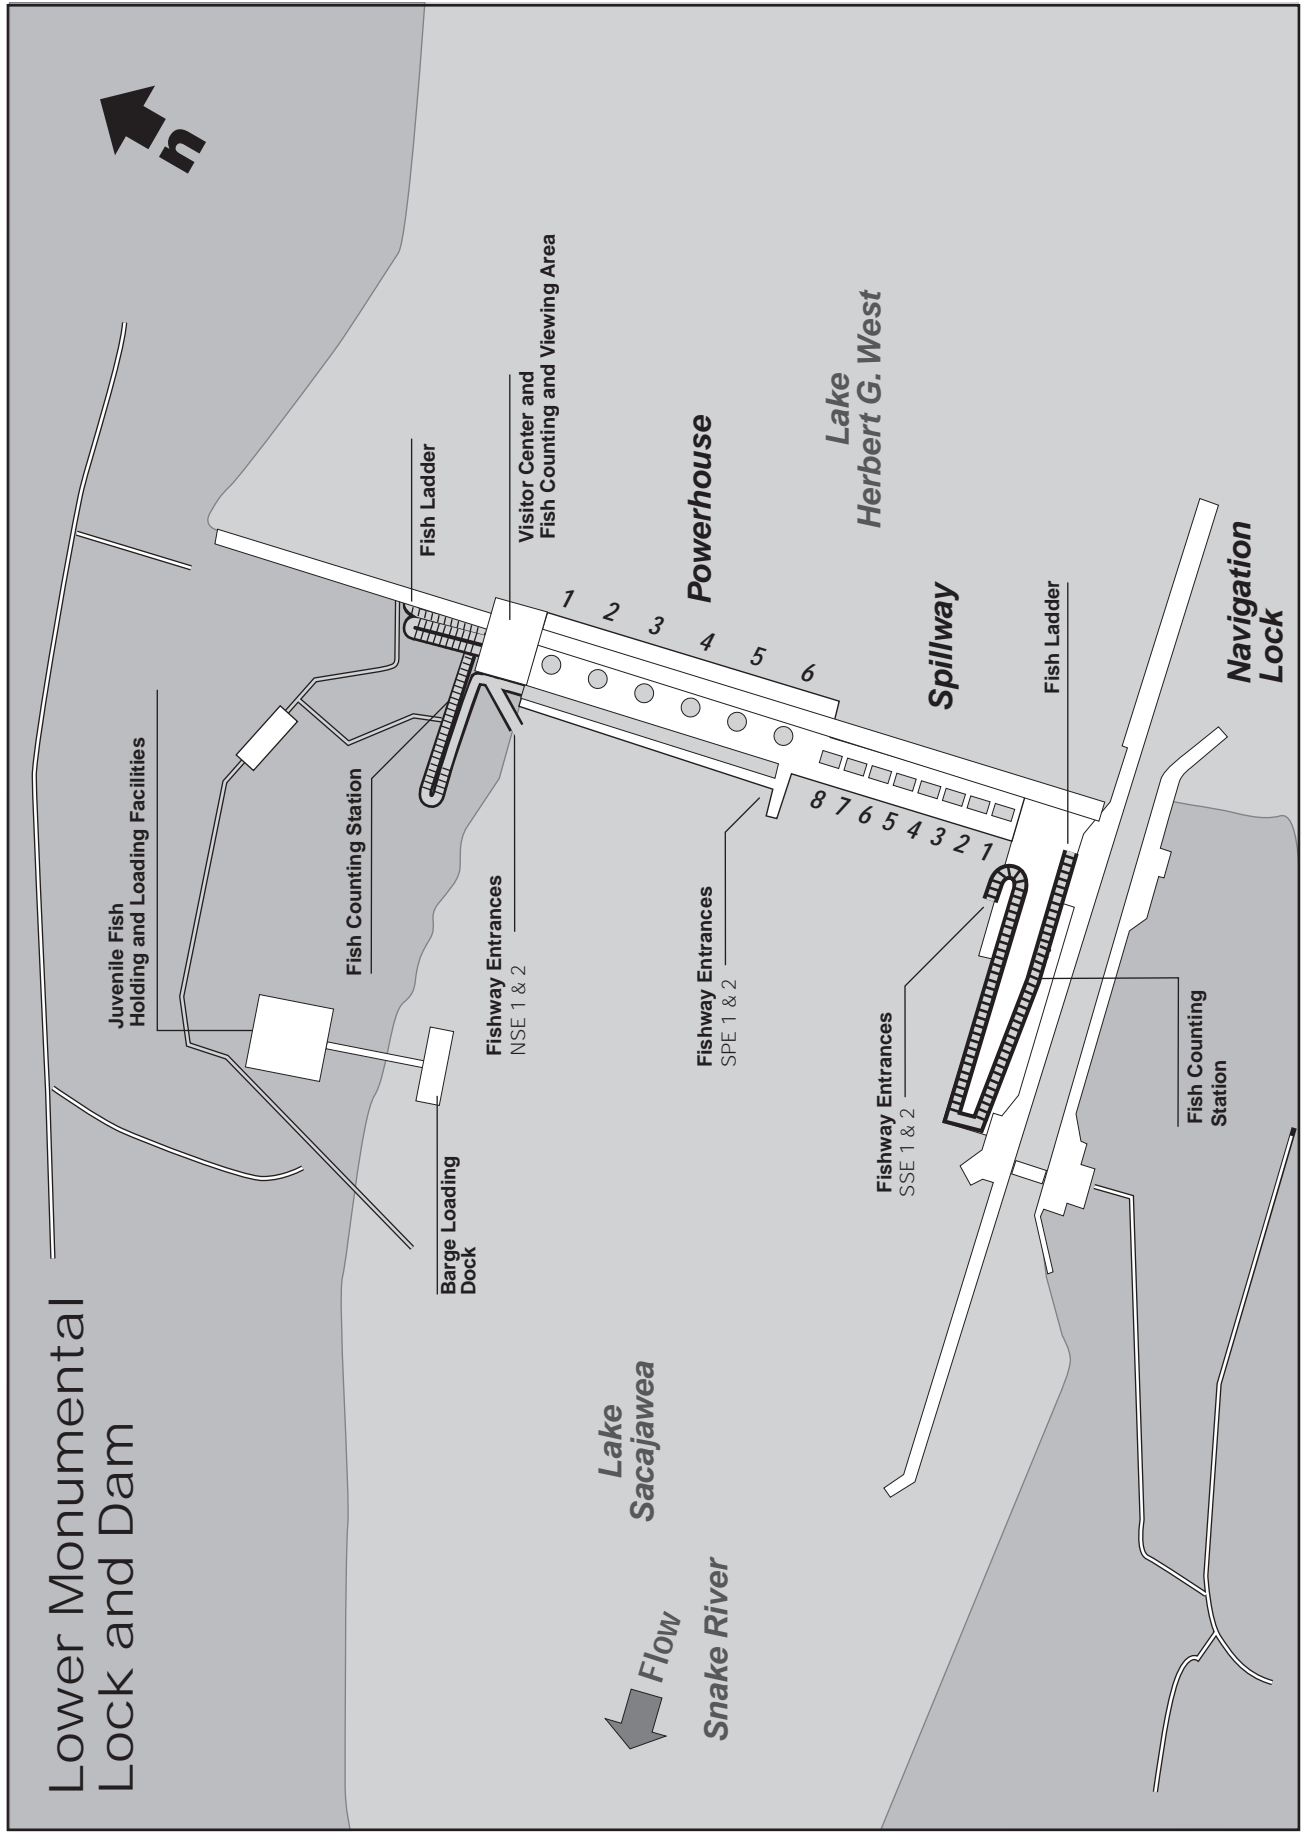 Lower Monumental
Lock and Dam
n
Juvenile Fish
Holding and Loading Facilities
Fish Counting Station
Fish Ladder
Visitor Center and
Fish Counting and Viewing Area
Barge Loading
Dock
Fishway Entrances
NSE 1 & 2
1
2
3
4
5
6
Powerhouse
Lake
Herbert G. West
Lake
Sacajawea
Flow
Snake River
Fishway Entrances
SPE 1 & 2
8
7
6
5
4
3
2
1
Spillway
Fishway Entrances
SSE 1 & 2
Fish Ladder
Fish Counting
Station
Navigation
Lock